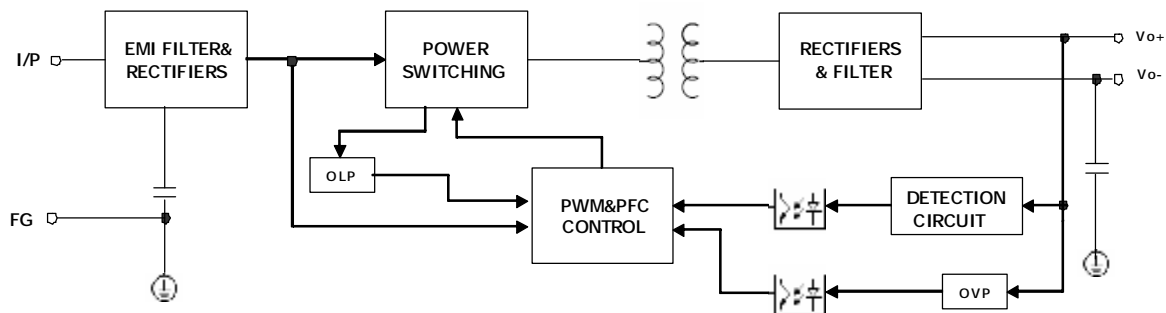 I/P
EMI FILTER&
RECTIFIERS
POWER
SWITCHING
RECTIFIERS
& FILTER
Vo+
Vo-
OLP
PWM&PFC
CONTROL
DETECTION
CIRCUIT
FG
OVP